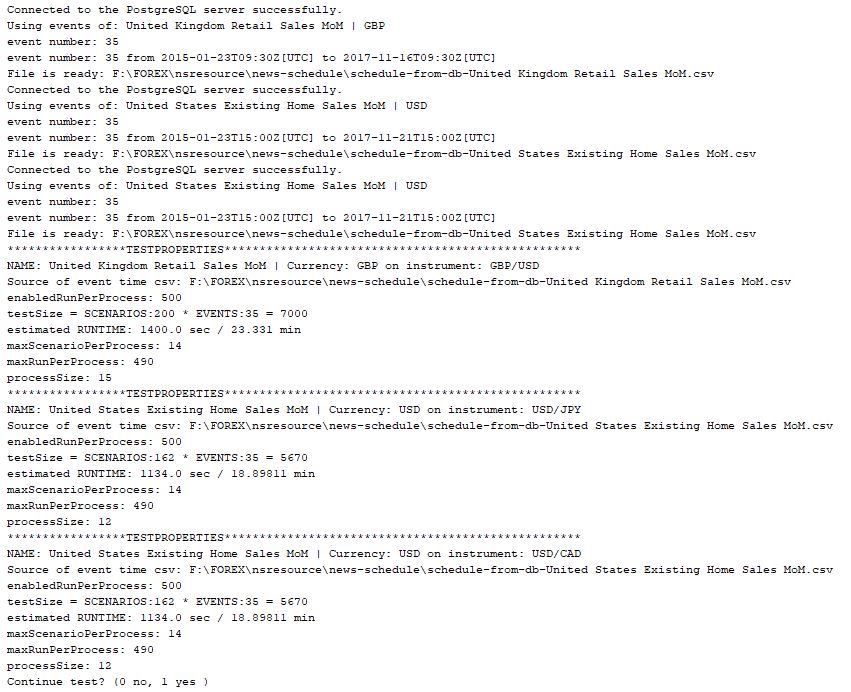 Connected to the PostgreSQL server successfully.
Using events of: United Kingdom Retail Sales MoM | GBP
event number: 35
event number: 35 from 2015-01-23T09:30Z[UTC] to 2017-11-16T09:30Z[UTC]
File is ready: F:\FOREX\nsresource\news-schedule\schedule-from-db-United Kingdom Retail Sales MoM.csv
Connected to the PostgreSQL server successfully.
Using events of: United States Existing Home Sales MoM | USD
event number: 35
event number: 35 from 2015-01-23T15:00Z[UTC] to 2017-11-21T15:00Z[UTC]
File is ready: F:\FOREX\nsresource\news-schedule\schedule-from-db-United States Existing Home Sales MoM.csv
Connected to the PostgreSQL server successfully.
Using events of: United States Existing Home Sales MoM | USD
event number: 35
event number: 35 from 2015-01-23T15:00Z[UTC] to 2017-11-21T15:00Z[UTC]
File is ready: F:\FOREX\nsresource\news-schedule\schedule-from-db-United States Existing Home Sales MoM.csv
*****************TESTPROPERTIES***************************************************
NAME: United Kingdom Retail Sales MoM | Currency: GBP on instrument: GBP/USD
Source of event time csv: F:\FOREX\nsresource\news-schedule\schedule-from-db-United Kingdom Retail Sales MoM.csv
enabledRunPerProcess: 500
testSize = SCENARIOS:200 * EVENTS:35 = 7000
estimated RUNTIME: 1400.0 sec / 23.331 min
maxScenarioPerProcess: 14
maxRunPerProcess: 490
processSize: 15
*****************TESTPROPERTIES***************************************************
NAME: United States Existing Home Sales MoM | Currency: USD on instrument: USD/JPY
Source of event time csv: F:\FOREX\nsresource\news-schedule\schedule-from-db-United States Existing Home Sales MoM.csv
enabledRunPerProcess: 500
testSize = SCENARIOS:162 * EVENTS:35 = 5670
estimated RUNTIME: 1134.0 sec / 18.89811 min
maxScenarioPerProcess: 14
maxRunPerProcess: 490
processSize: 12
*****************TESTPROPERTIES***************************************************
NAME: United States Existing Home Sales MoM | Currency: USD on instrument: USD/CAD
Source of event time csv: F:\FOREX\nsresource\news-schedule\schedule-from-db-United States Existing Home Sales MoM.csv
enabledRunPerProcess: 500
testSize = SCENARIOS:162 * EVENTS:35 = 5670
estimated RUNTIME: 1134.0 sec / 18.89811 min
maxScenarioPerProcess: 14
maxRunPerProcess: 490
processSize: 12
Continue test? (0 no, 1 yes )